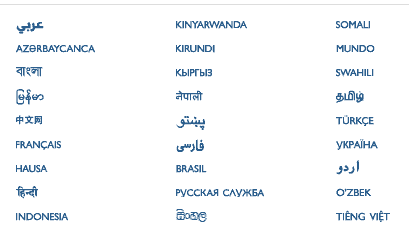 عربي
AZƏRBAYCANCA
বাংলা
မြန်မာ
中文网
FRANÇAIS
HAUSA
हिन्दी
INDONESIA
KINYARWANDA
KIRUNDI
КЫРГЫЗ
नेपाली
پښتو
فارسی
BRASIL
РУССКАЯ СЛУЖБА
සිංහල
SOMALI
MUNDO
SWAHILI
தமிழ்
TÜRKÇE
УКРАЇНА
اردو
O'ZBEK
TIẾNG VIỆT